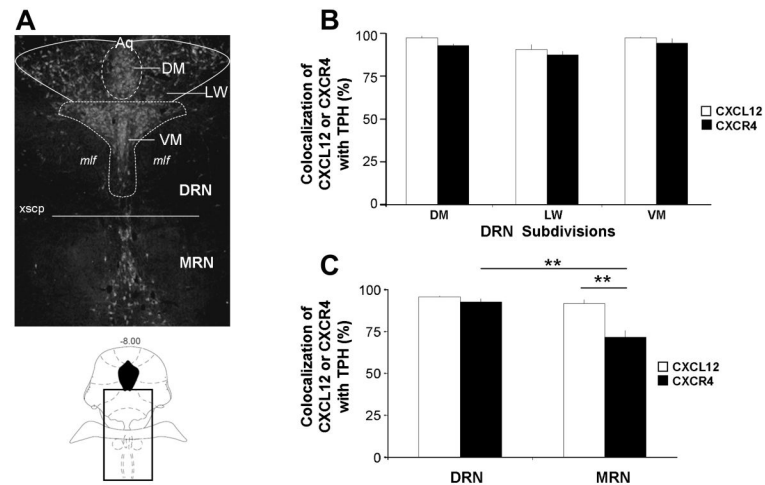 A
Aq
DM
LW
VM
mlf
mlf
DRN
xscp
MRN
-8.00
B
Colocalization of
CXCL12 or CXCR4
with TPH (%)
100
75
50
25
0
DM
LW
VM
DRN Subdivisions
CXCL12
CXCR4
C
Colocalization of
CXCL12 or CXCR4
with TPH (%)
100
75
50
25
0
**
**
DRN
MRN
CXCL12
CXCR4